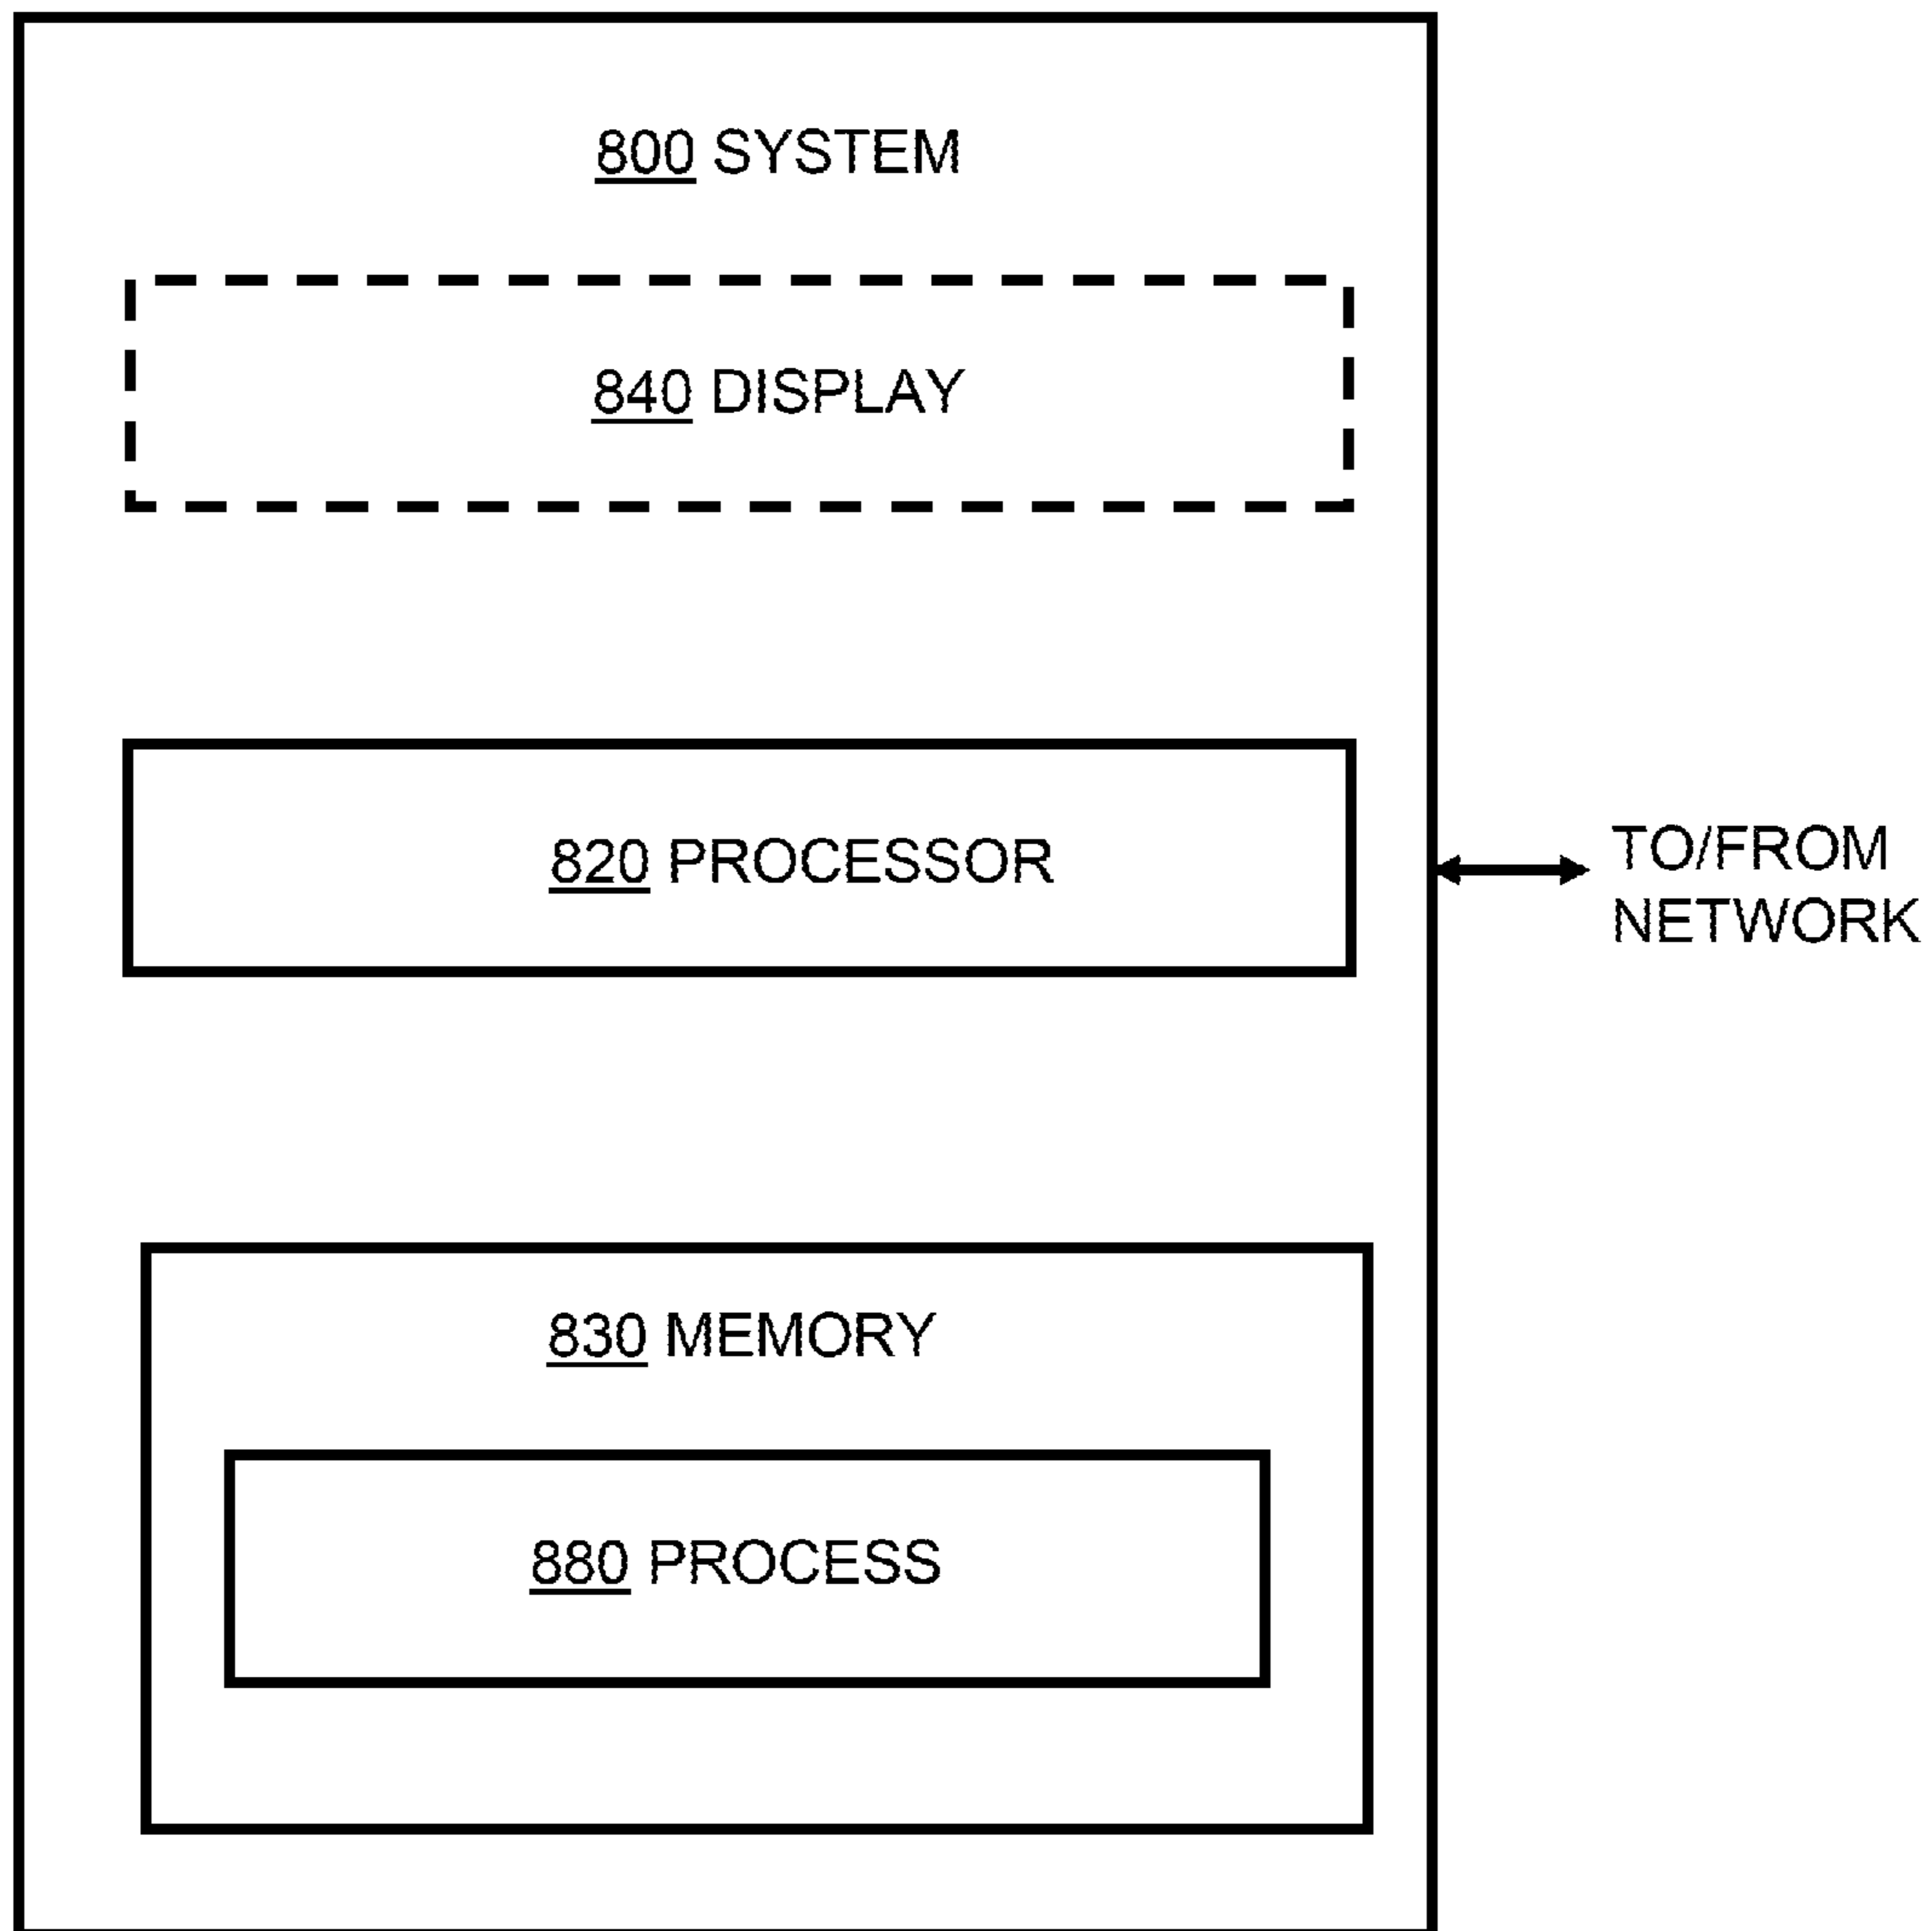 800 SYSTEM
840 DISPLAY
820 PROCESSOR
TO/FROM
NETWORK
830 MEMORY
880 PROCESS